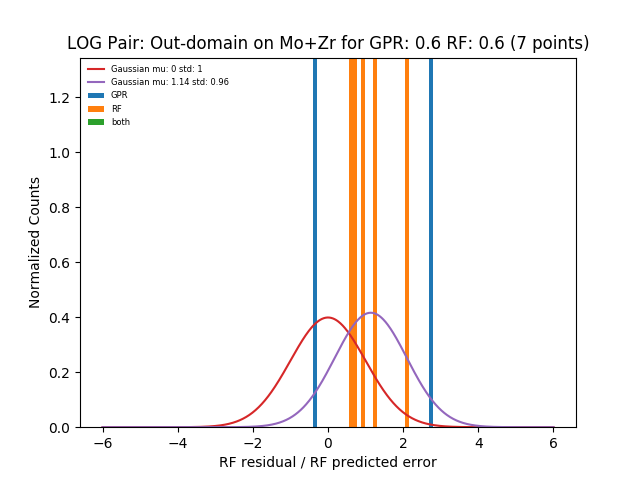 LOG Pair: Out-domain on Mo+Zr for GPR: 0.6 RF: 0.6 (7 points)
Gaussian mu: 0 std: 1
Gaussian mu: 1.14 std: 0.96
GPR
RF
both
Normalized Counts
1.2
1.0
0.8
0.6
0.4
0.2
0.0
−6 −4 −2 0 2 4 6
RF residual / RF predicted error